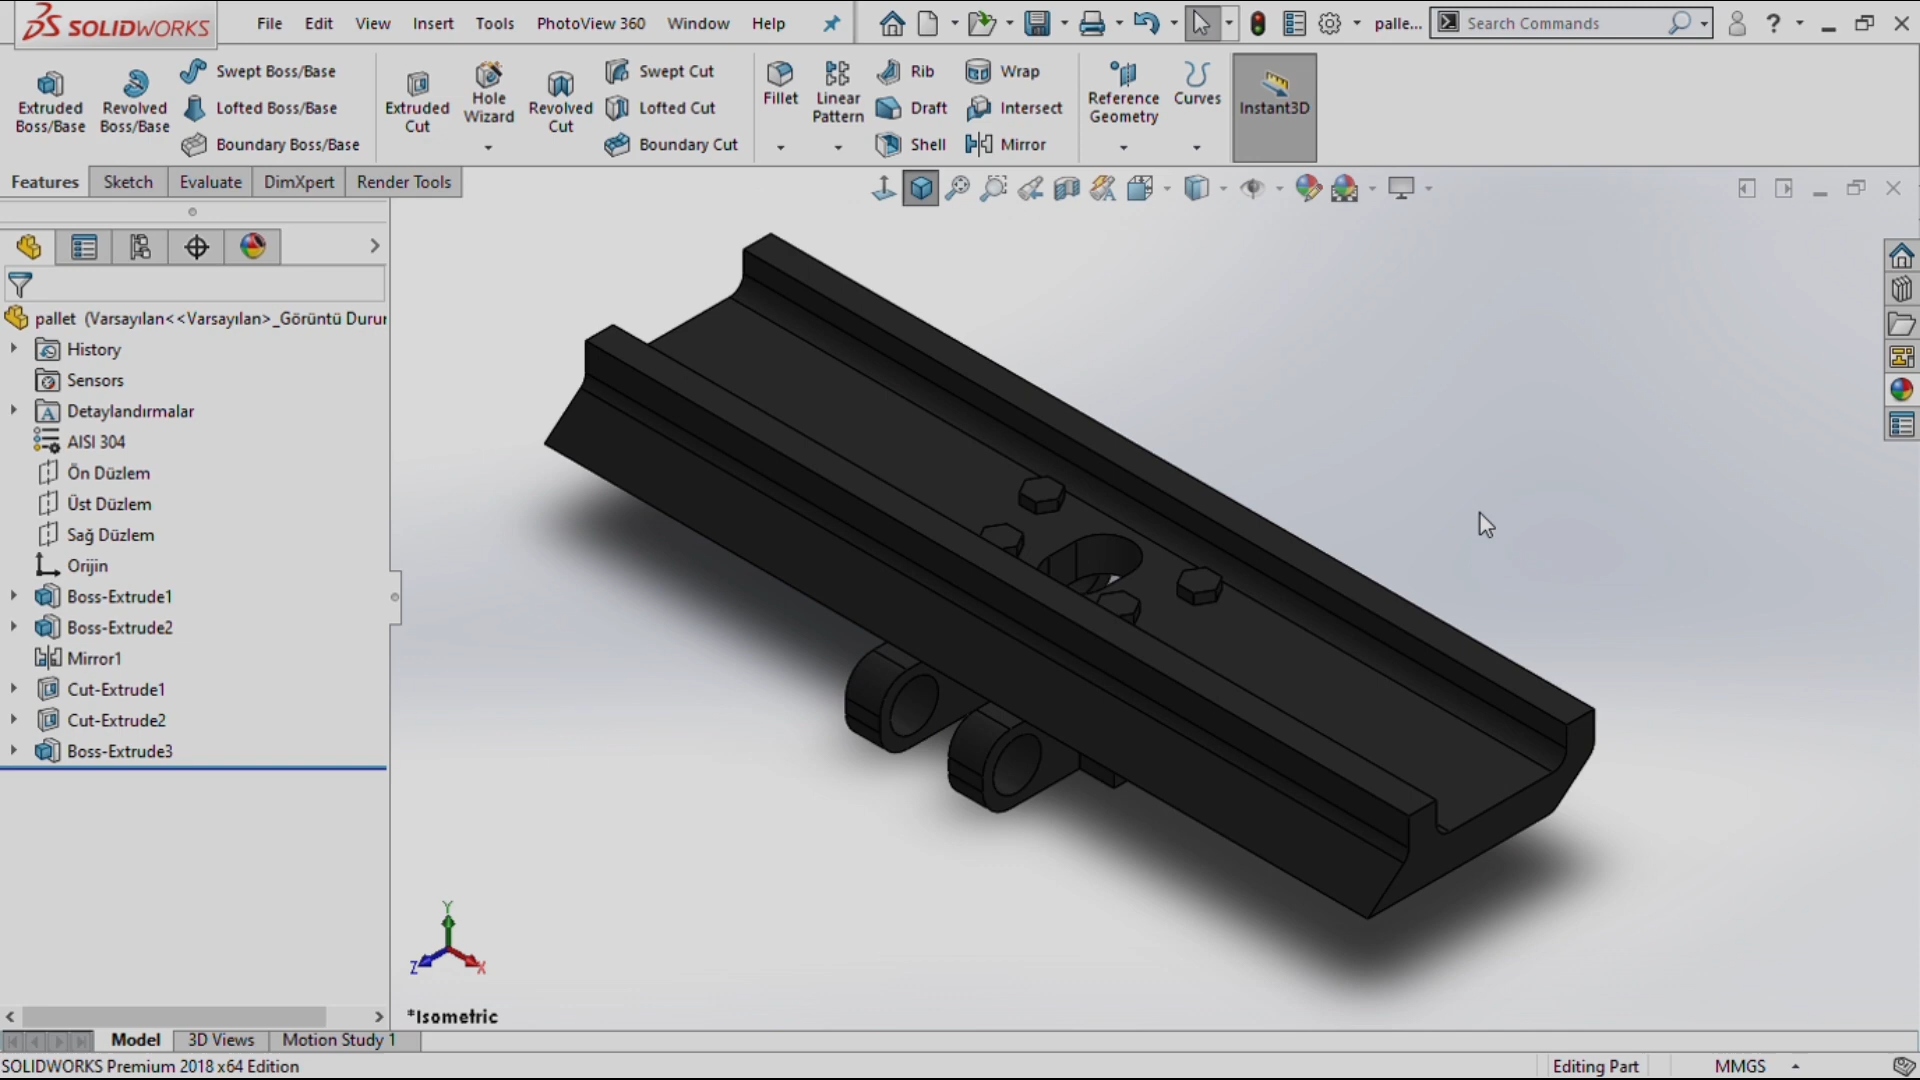 SOLIDWORKS File Edit View Insert Tools PhotoView 360 Window Help palle... Search Commands ?
Extruded Boss/Base
Revolved Boss/Base
Swept Boss/Base
Lofted Boss/Base
Boundary Boss/Base
Extruded Cut
Hole Wizard
Revolved Cut
Swept Cut
Lofted Cut
Boundary Cut
Fillet
Linear Pattern
Rib
Draft
Shell
Wrap
Intersect
Mirror
Reference Geometry
Curves
Instant3D
Features Sketch Evaluate DimXpert Render Tools
pallet (Varsayılan<<Varsayılan>_Görüntü Durur
History
Sensors
Detaylandırmalar
AISI 304
Ön Düzlem
Üst Düzlem
Sağ Düzlem
Orijin
Boss-Extrude1
Boss-Extrude2
Mirror1
Cut-Extrude1
Cut-Extrude2
Boss-Extrude3
Y
Z
X
*Isometric
Model 3D Views Motion Study 1
SOLIDWORKS Premium 2018 x64 Edition Editing Part MMGS